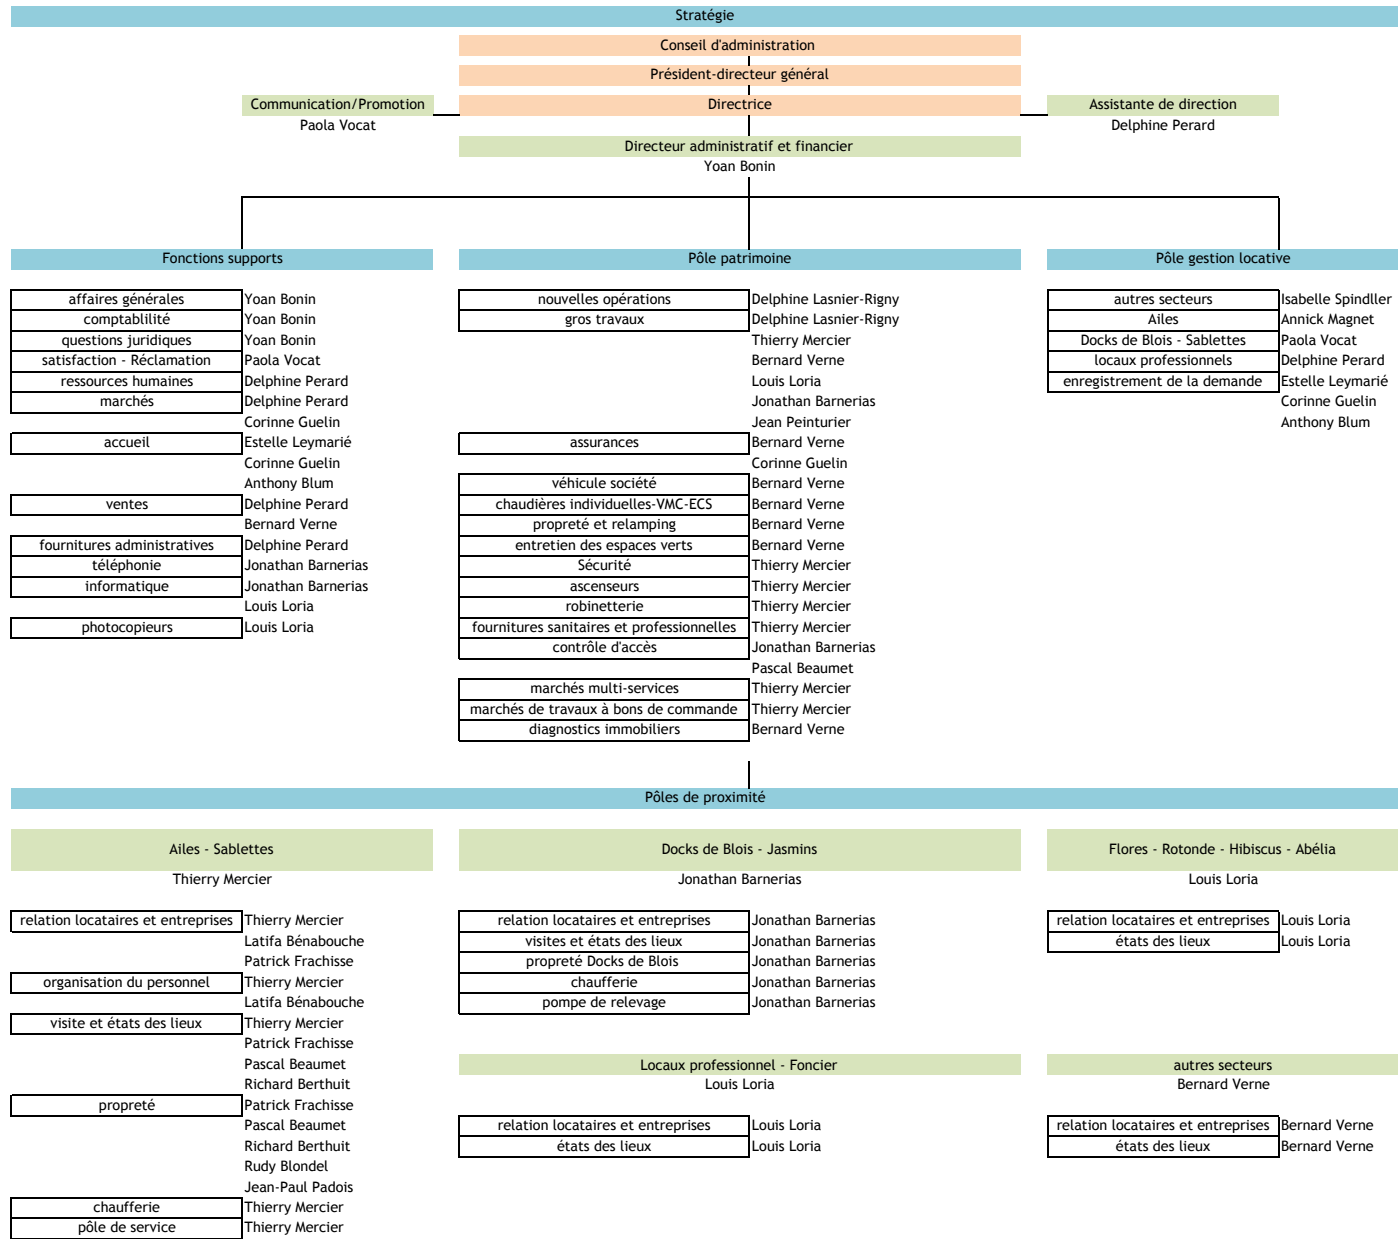 Stratégie
Conseil d'administration
Président-directeur général
Communication/Promotion
Directrice
Assistante de direction
Paola Vocat
Delphine Perard
Directeur administratif et financier
Yoan Bonin
Fonctions supports
affaires générales Yoan Bonin
comptablilité Yoan Bonin
questions juridiques Yoan Bonin
satisfaction - Réclamation Paola Vocat
ressources humaines Delphine Perard
marchés Delphine Perard
Corinne Guelin
accueil Estelle Leymarié
Corinne Guelin
Anthony Blum
ventes Delphine Perard
Bernard Verne
fournitures administratives Delphine Perard
téléphonie Jonathan Barnerias
informatique Jonathan Barnerias
Louis Loria
photocopieurs Louis Loria
Pôle patrimoine
nouvelles opérations Delphine Lasnier-Rigny
gros travaux Delphine Lasnier-Rigny
Thierry Mercier
Bernard Verne
Louis Loria
Jonathan Barnerias
Jean Peinturier
assurances Bernard Verne
Corinne Guelin
véhicule société Bernard Verne
chaudières individuelles-VMC-ECS Bernard Verne
propreté et relamping Bernard Verne
entretien des espaces verts Bernard Verne
Sécurité Thierry Mercier
ascenseurs Thierry Mercier
robinetterie Thierry Mercier
fournitures sanitaires et professionnelles Thierry Mercier
contrôle d'accès Jonathan Barnerias
Pascal Beaumet
marchés multi-services Thierry Mercier
marchés de travaux à bons de commande Thierry Mercier
diagnostics immobiliers Bernard Verne
Pôle gestion locative
autres secteurs Isabelle Spindller
Ailes Annick Magnet
Docks de Blois - Sablettes Paola Vocat
locaux professionnels Delphine Perard
enregistrement de la demande Estelle Leymarié
Corinne Guelin
Anthony Blum
Pôles de proximité
Ailes - Sablettes
Thierry Mercier
relation locataires et entreprises Thierry Mercier
Latifa Bénabouche
Patrick Frachisse
organisation du personnel Thierry Mercier
Latifa Bénabouche
visite et états des lieux Thierry Mercier
Patrick Frachisse
Pascal Beaumet
Richard Berthuit
propreté Patrick Frachisse
Pascal Beaumet
Richard Berthuit
Rudy Blondel
Jean-Paul Padois
chaufferie Thierry Mercier
pôle de service Thierry Mercier
Docks de Blois - Jasmins
Jonathan Barnerias
relation locataires et entreprises Jonathan Barnerias
visites et états des lieux Jonathan Barnerias
propreté Docks de Blois Jonathan Barnerias
chaufferie Jonathan Barnerias
pompe de relevage Jonathan Barnerias
Flores - Rotonde - Hibiscus - Abélia
Louis Loria
relation locataires et entreprises Louis Loria
états des lieux Louis Loria
Locaux professionnel - Foncier
Louis Loria
relation locataires et entreprises Louis Loria
états des lieux Louis Loria
autres secteurs
Bernard Verne
relation locataires et entreprises Bernard Verne
états des lieux Bernard Verne